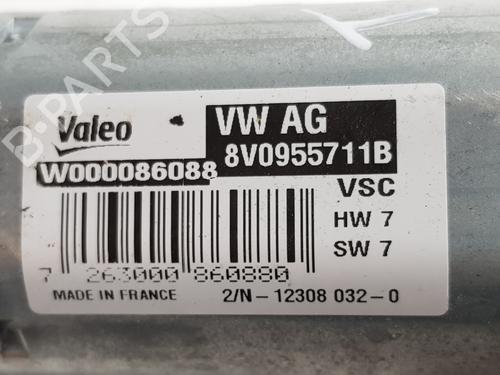 Valeo
VW AG
W000086088
8V0955711B
VSC
HW 7
SW 7
7 263000 860880
MADE IN FRANCE
2/N-12308 032-0
B-PARTS